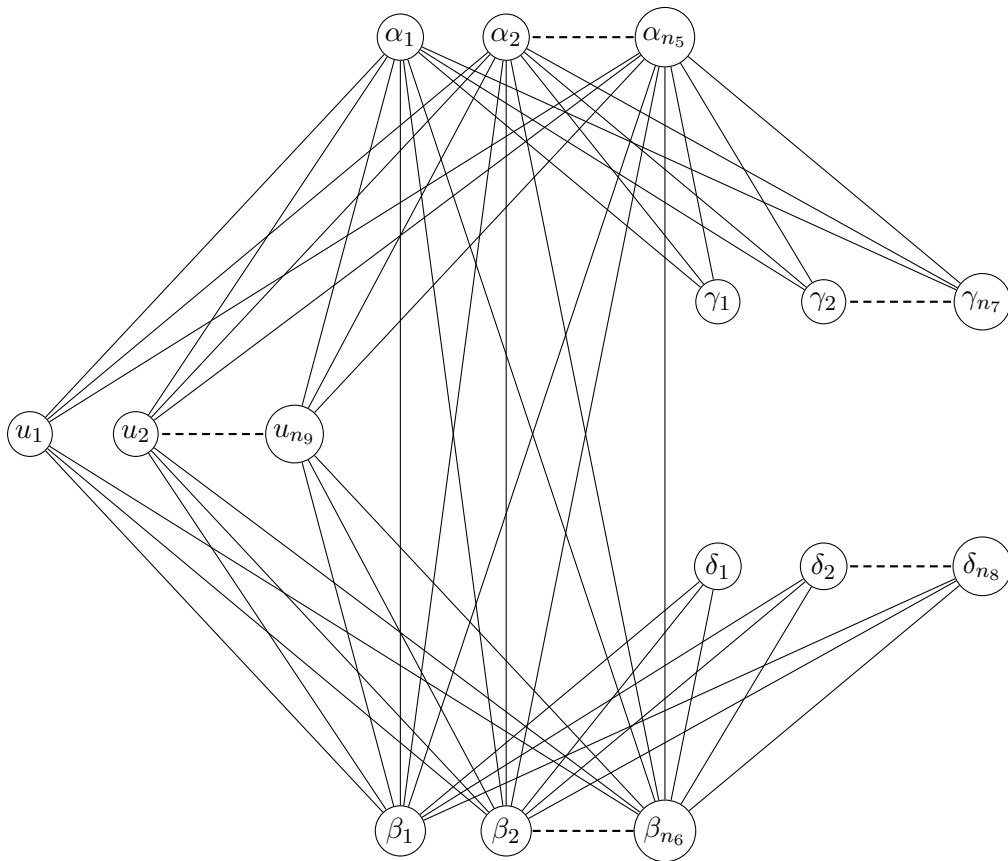 α₁ α₂ αₙ₅
γ₁ γ₂ γₙ₇
u₁ u₂ uₙ₉
δ₁ δ₂ δₙ₈
β₁ β₂ βₙ₆